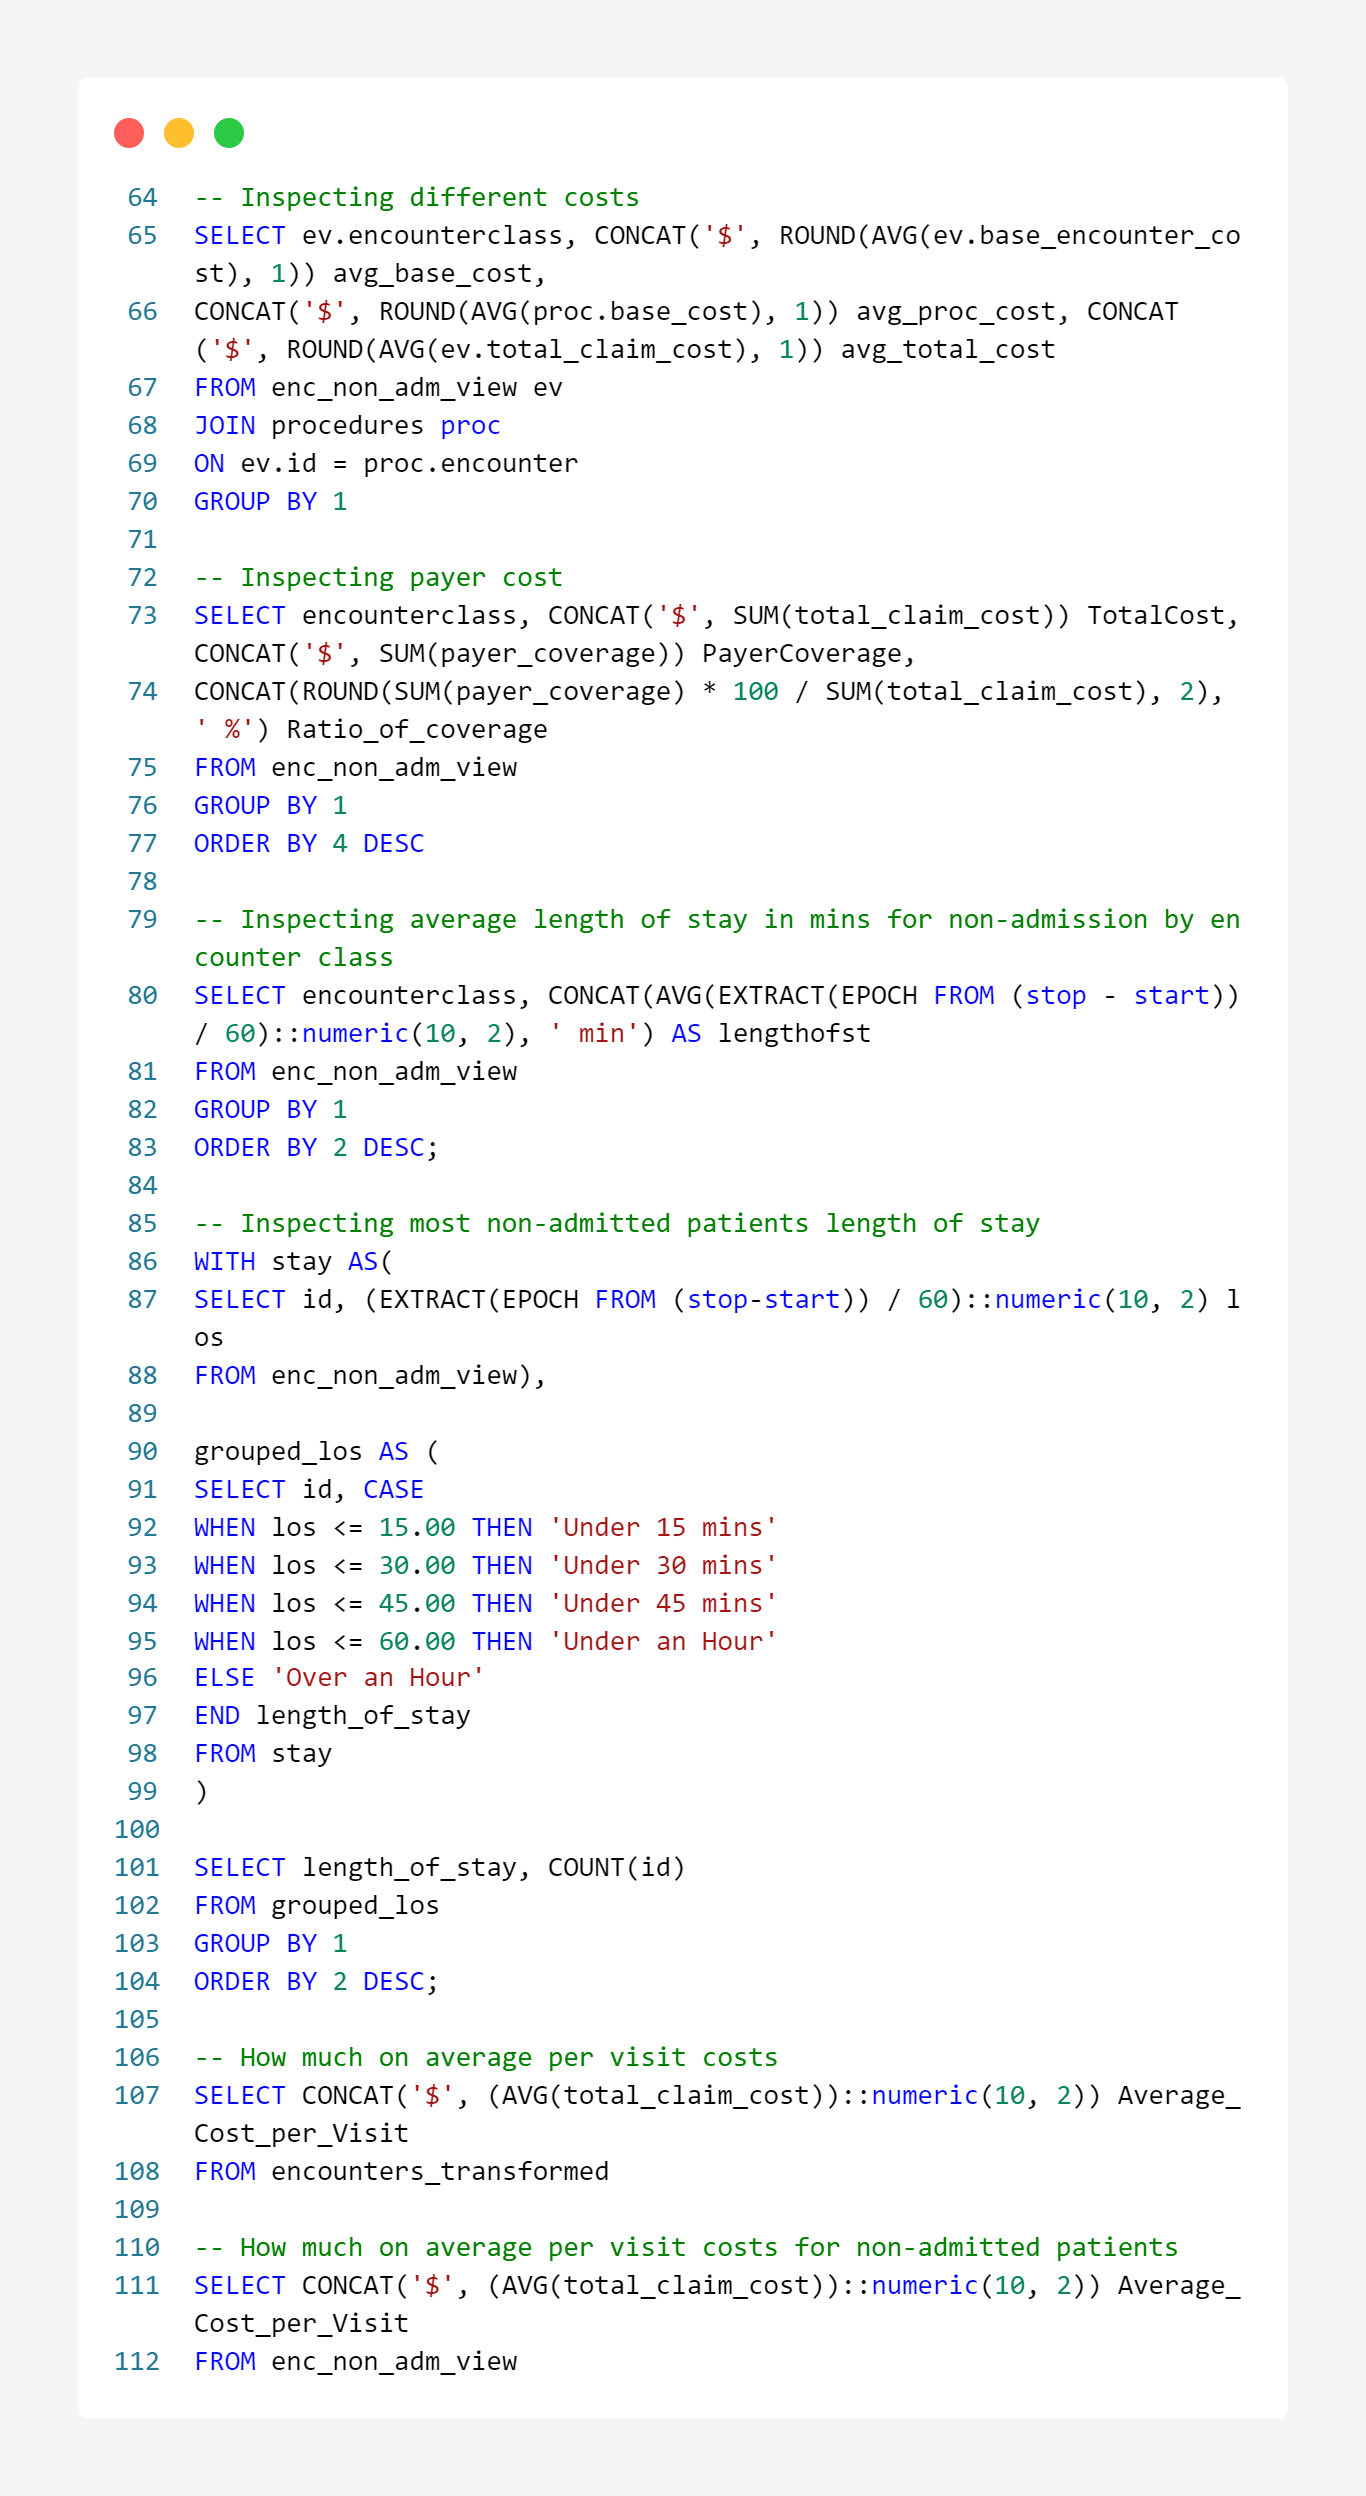 64 -- Inspecting different costs
65 SELECT ev.encounterclass, CONCAT('$', ROUND(AVG(ev.base_encounter_co
st), 1)) avg_base_cost,
66 CONCAT('$', ROUND(AVG(proc.base_cost), 1)) avg_proc_cost, CONCAT
('$', ROUND(AVG(ev.total_claim_cost), 1)) avg_total_cost
67 FROM enc_non_adm_view ev
68 JOIN procedures proc
69 ON ev.id = proc.encounter
70 GROUP BY 1
71
72 -- Inspecting payer cost
73 SELECT encounterclass, CONCAT('$', SUM(total_claim_cost)) TotalCost,
CONCAT('$', SUM(payer_coverage)) PayerCoverage,
74 CONCAT(ROUND(SUM(payer_coverage) * 100 / SUM(total_claim_cost), 2),
' %') Ratio_of_coverage
75 FROM enc_non_adm_view
76 GROUP BY 1
77 ORDER BY 4 DESC
78
79 -- Inspecting average length of stay in mins for non-admission by en
counter class
80 SELECT encounterclass, CONCAT(AVG(EXTRACT(EPOCH FROM (stop - start))
/ 60)::numeric(10, 2), ' min') AS lengthofst
81 FROM enc_non_adm_view
82 GROUP BY 1
83 ORDER BY 2 DESC;
84
85 -- Inspecting most non-admitted patients length of stay
86 WITH stay AS(
87 SELECT id, (EXTRACT(EPOCH FROM (stop-start)) / 60)::numeric(10, 2) l
os
88 FROM enc_non_adm_view),
89
90 grouped_los AS (
91 SELECT id, CASE
92 WHEN los <= 15.00 THEN 'Under 15 mins'
93 WHEN los <= 30.00 THEN 'Under 30 mins'
94 WHEN los <= 45.00 THEN 'Under 45 mins'
95 WHEN los <= 60.00 THEN 'Under an Hour'
96 ELSE 'Over an Hour'
97 END length_of_stay
98 FROM stay
99 )
100
101 SELECT length_of_stay, COUNT(id)
102 FROM grouped_los
103 GROUP BY 1
104 ORDER BY 2 DESC;
105
106 -- How much on average per visit costs
107 SELECT CONCAT('$', (AVG(total_claim_cost))::numeric(10, 2)) Average_
Cost_per_Visit
108 FROM encounters_transformed
109
110 -- How much on average per visit costs for non-admitted patients
111 SELECT CONCAT('$', (AVG(total_claim_cost))::numeric(10, 2)) Average_
Cost_per_Visit
112 FROM enc_non_adm_view